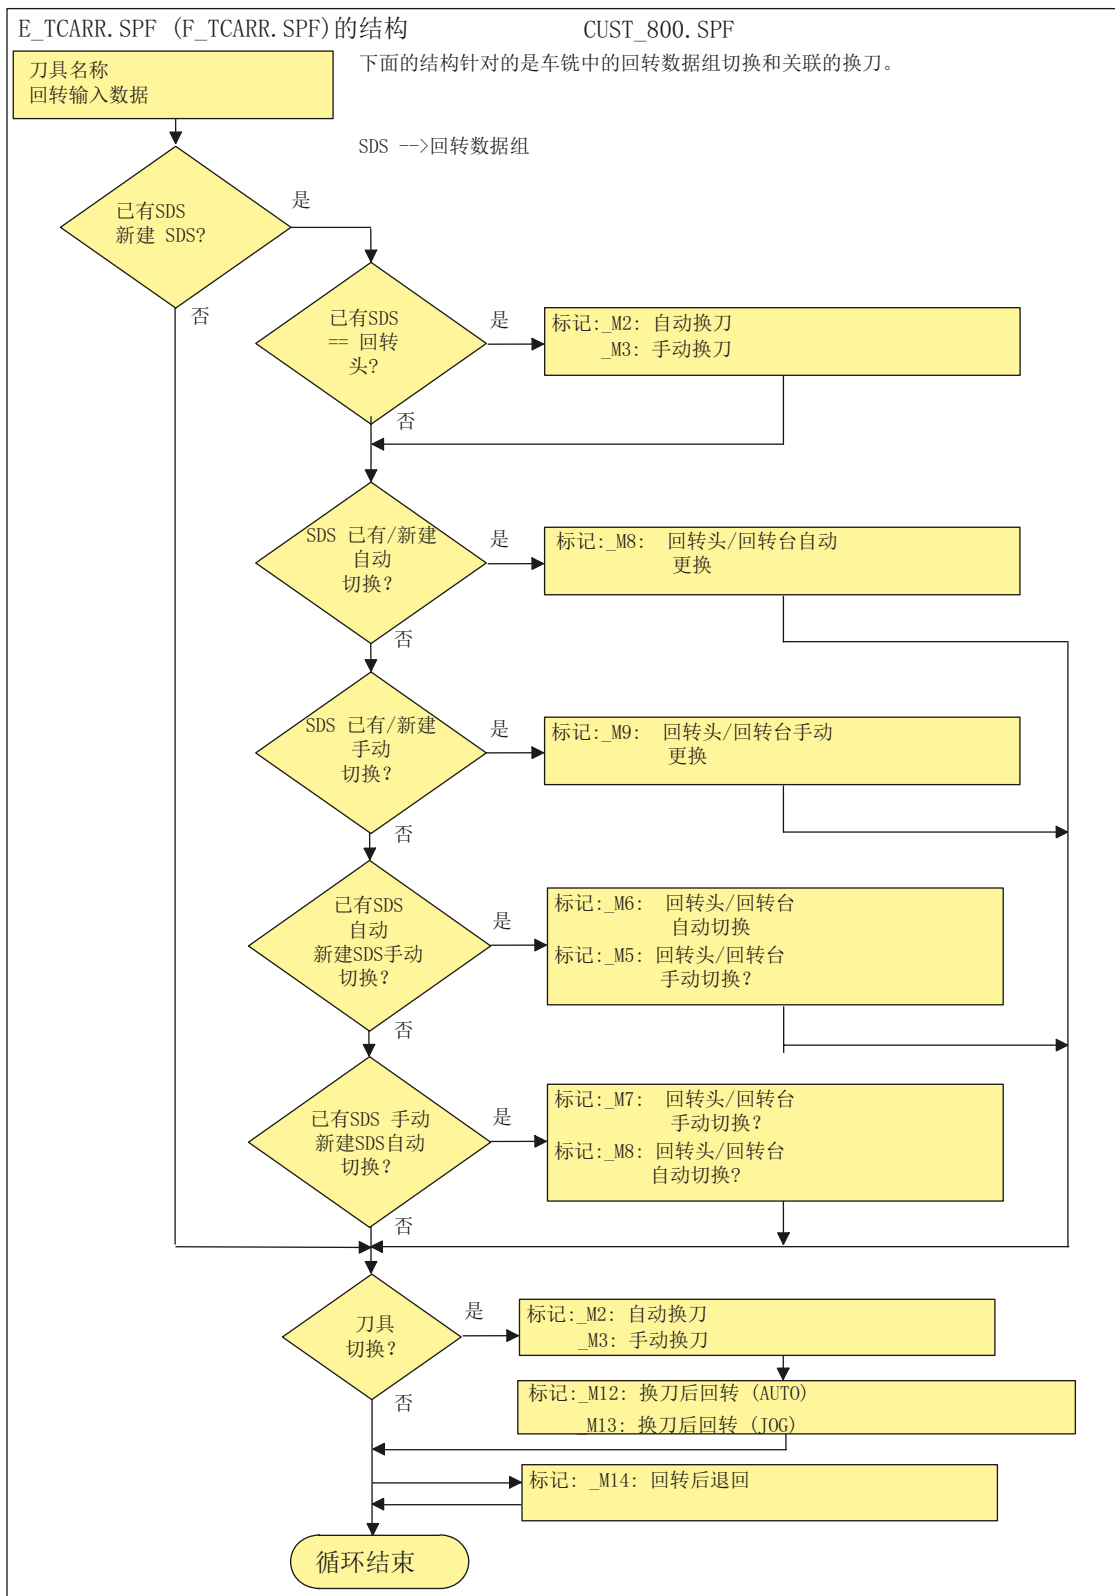 E_TCARR.SPF (F_TCARR.SPF)的结构
CUST_800.SPF
刀具名称
回转输入数据
下面的结构针对的是车铣中的回转数据组切换和关联的换刀。
SDS -->回转数据组
已有SDS
新建 SDS?
是
否
已有SDS
== 回转
头?
是
标记:_M2: 自动换刀
_M3: 手动换刀
否
SDS 已有/新建
自动
切换?
是
标记:_M8: 回转头/回转台自动
更换
否
SDS 已有/新建
手动
切换?
是
标记:_M9: 回转头/回转台手动
更换
否
已有SDS
自动
新建SDS手动
切换?
是
标记:_M6: 回转头/回转台
自动切换
标记:_M5: 回转头/回转台
手动切换?
否
已有SDS 手动
新建SDS自动
切换?
是
标记:_M7: 回转头/回转台
手动切换?
标记:_M8: 回转头/回转台
自动切换?
否
刀具
切换?
是
标记:_M2: 自动换刀
_M3: 手动换刀
否
标记:_M12: 换刀后回转 (AUTO)
_M13: 换刀后回转 (JOG)
标记: _M14: 回转后退回
循环结束